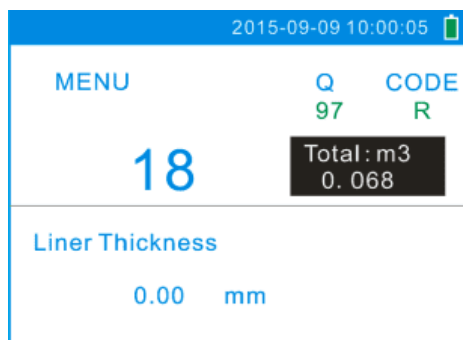 2015-09-09 10:00:05
MENU Q CODE
97 R
18 Total:m3
0.068
Liner Thickness
0.00 mm